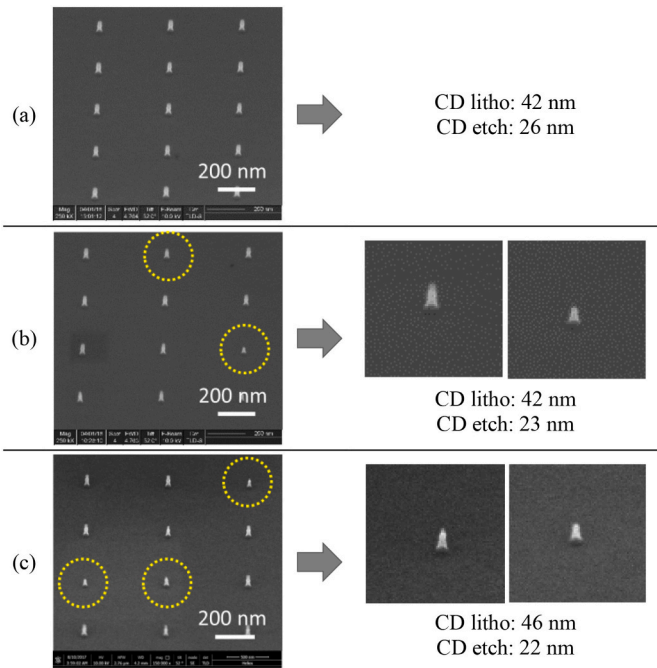 (a)
200 nm
CD litho: 42 nm
CD etch: 26 nm
(b)
200 nm
CD litho: 42 nm
CD etch: 23 nm
(c)
200 nm
CD litho: 46 nm
CD etch: 22 nm